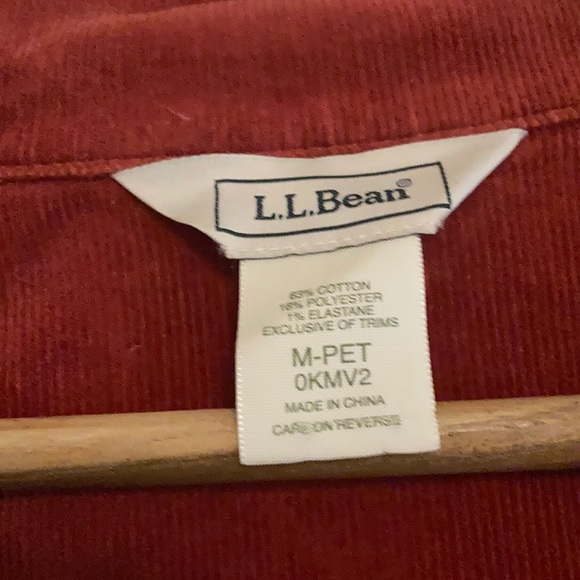 L.L.Bean®
83% COTTON
16% POLYESTER
1% ELASTANE
EXCLUSIVE OF TRIMS
M-PET
0KMV2
MADE IN CHINA
CARE ON REVERSE